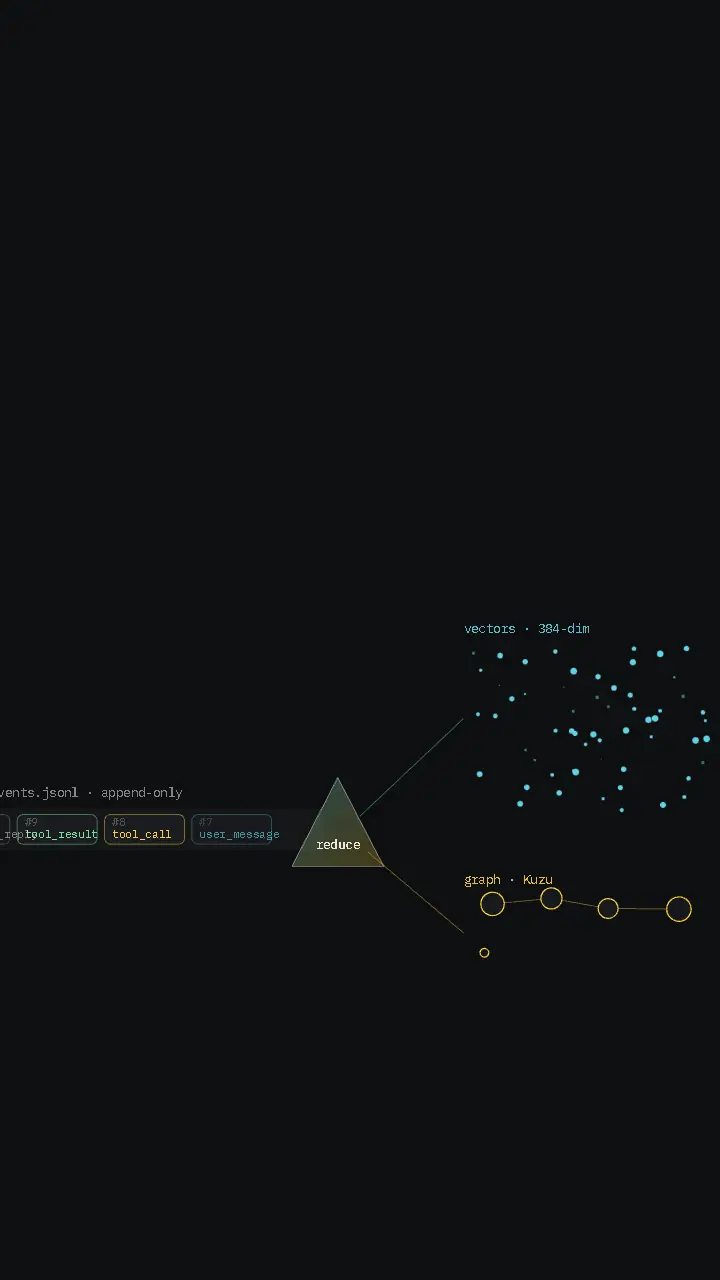 vectors · 384-dim
vents.jsonl · append-only
#9
tool_result
#8
tool_call
#7
user_message
reduce
graph · Kuzu